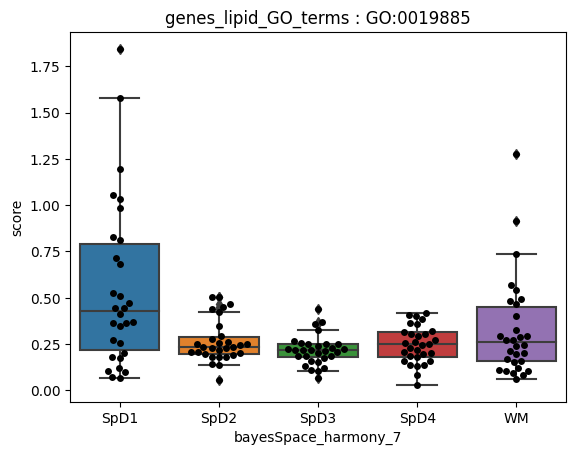 genes_lipid_GO_terms : GO:0019885
score
1.75
1.50
1.25
1.00
0.75
0.50
0.25
0.00
SpD1 SpD2 SpD3 SpD4 WM
bayesSpace_harmony_7